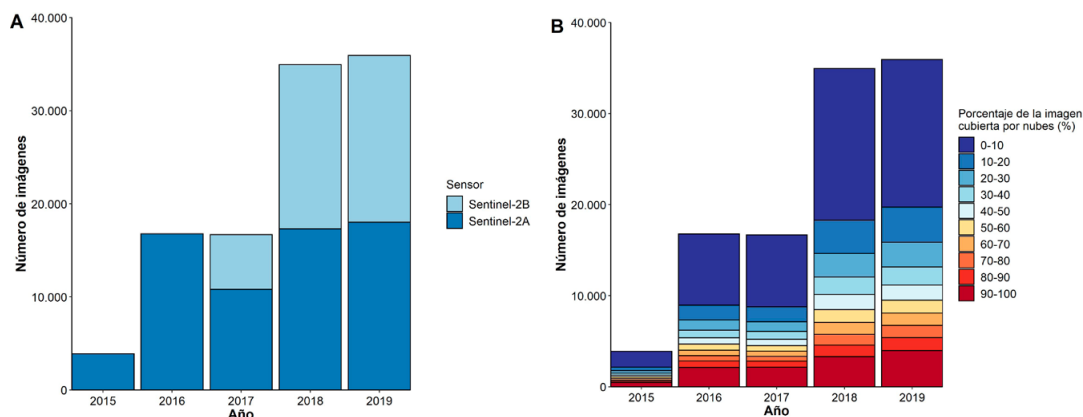 A
40.000
30.000
20.000
10.000
0
Número de imágenes
2015 2016 2017 2018 2019
Año
Sensor
Sentinel-2B
Sentinel-2A
B
40.000
30.000
20.000
10.000
0
Número de imágenes
2015 2016 2017 2018 2019
Año
Porcentaje de la imagen
cubierta por nubes (%)
0-10
10-20
20-30
30-40
40-50
50-60
60-70
70-80
80-90
90-100